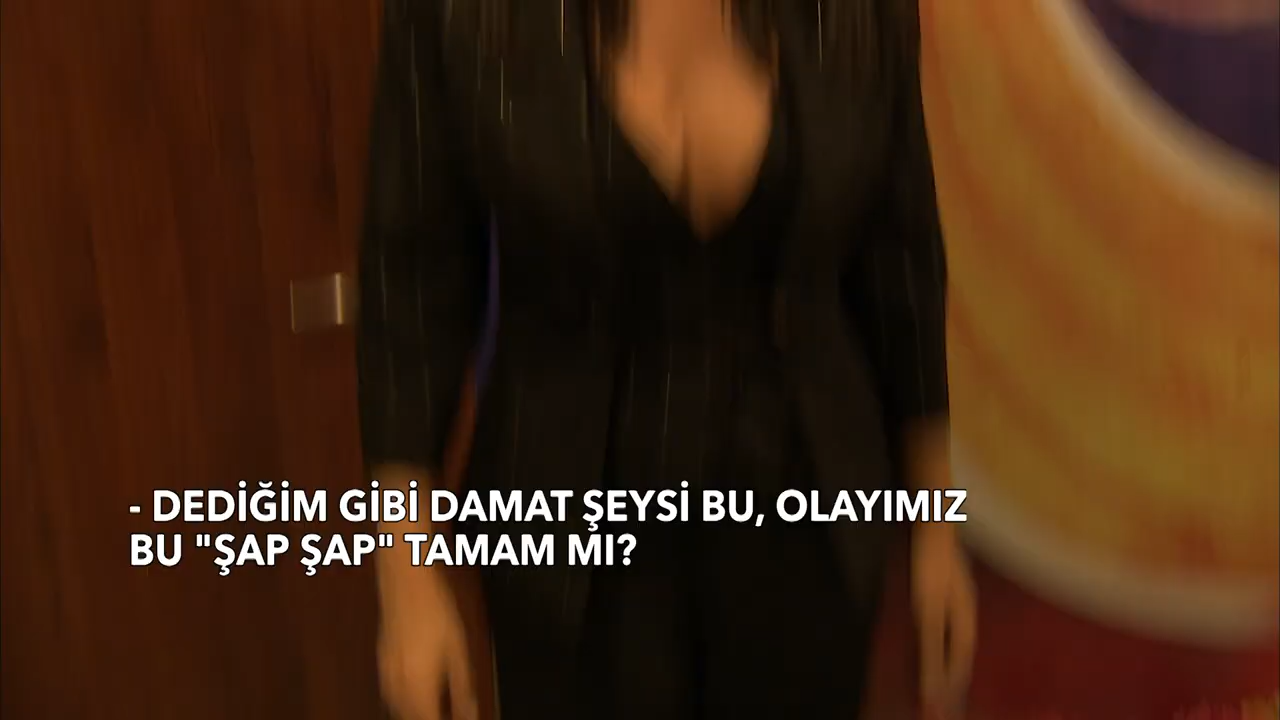 - DEDİĞİM GİBİ DAMAT ŞEYSİ BU, OLAYIMIZ
BU "ŞAP ŞAP" TAMAM MI?